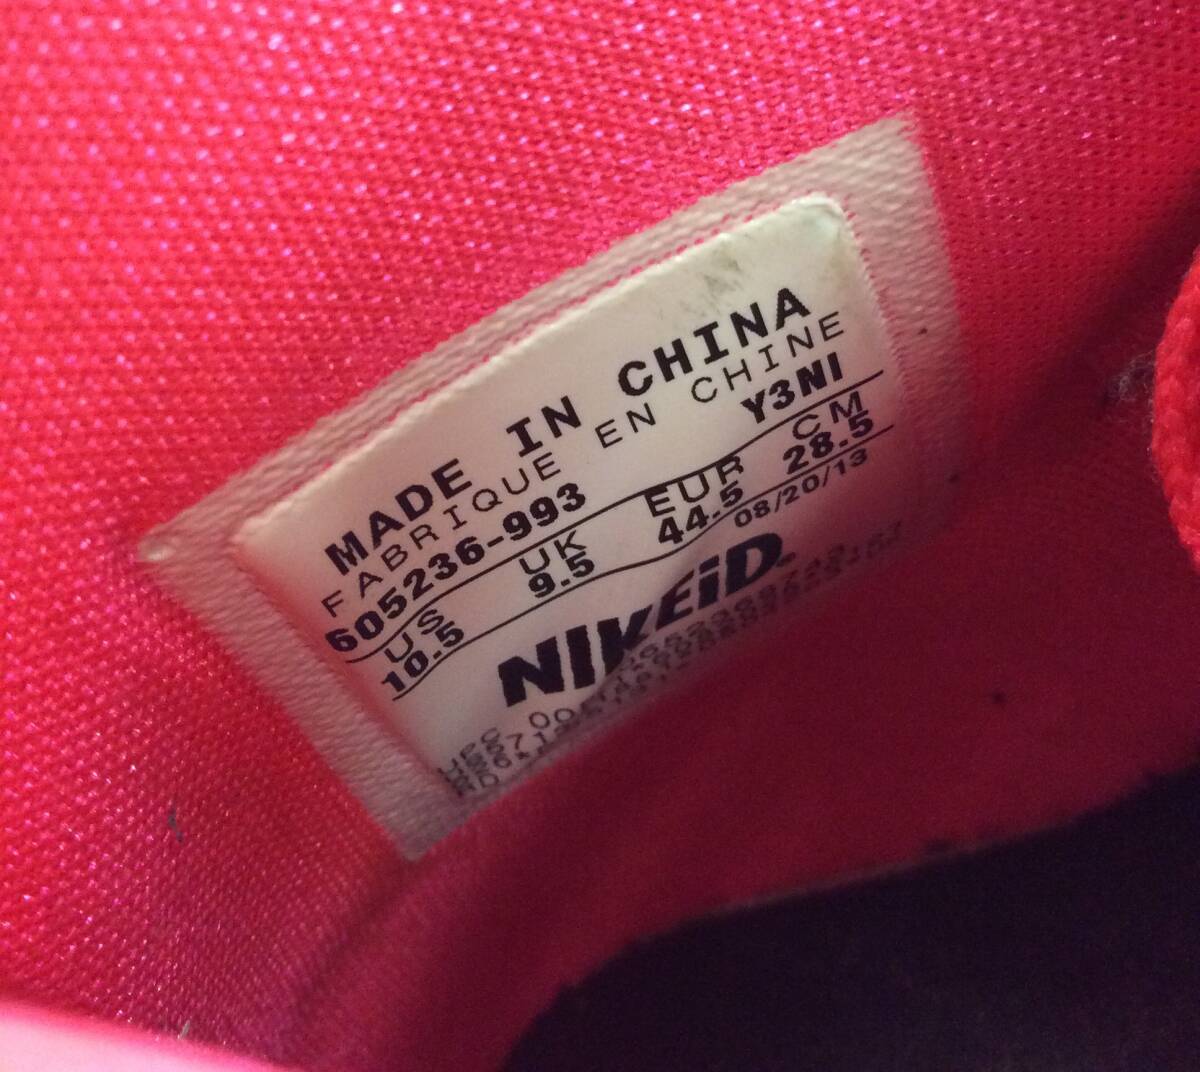 MADE IN CHINA
FABRIQUE EN CHINE
605236-993 Y3NI
US UK EUR CM
10.5 9.5 44.5 28.5
08/20/13
NIKEiD.
UPC